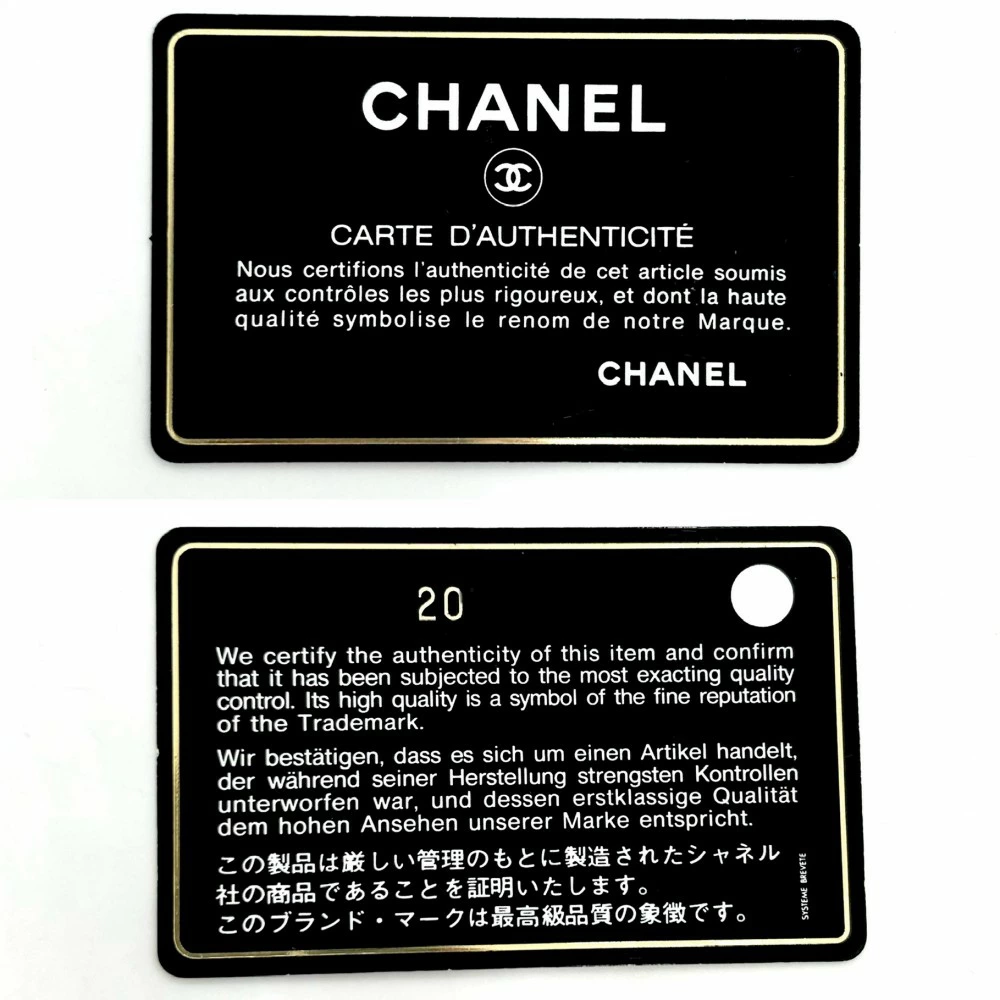 CHANEL
CARTE D'AUTHENTICITÉ
Nous certifions l'authenticité de cet article soumis
aux contrôles les plus rigoureux, et dont la haute
qualité symbolise le renom de notre Marque.
CHANEL
20
We certify the authenticity of this item and confirm
that it has been subjected to the most exacting quality
control. Its high quality is a symbol of the fine reputation
of the Trademark.
Wir bestätigen, dass es sich um einen Artikel handelt,
der während seiner Herstellung strengsten Kontrollen
unterworfen war, und dessen erstklassige Qualität
dem hohen Ansehen unserer Marke entspricht.
この製品は厳しい管理のもとに製造されたシャネル
社の商品であることを証明いたします。
このブランド・マークは最高級品質の象徴です。
SYSTEME BREVETE